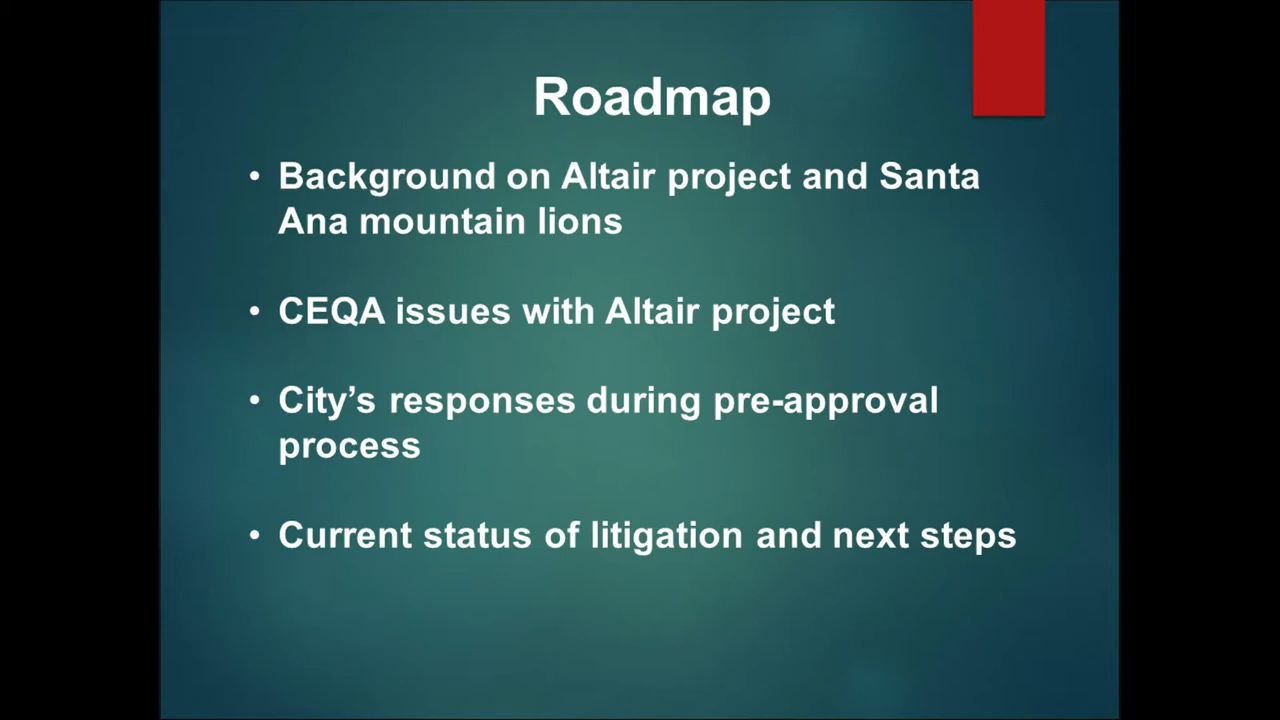 Roadmap
• Background on Altair project and Santa
Ana mountain lions
• CEQA issues with Altair project
• City’s responses during pre-approval
process
• Current status of litigation and next steps